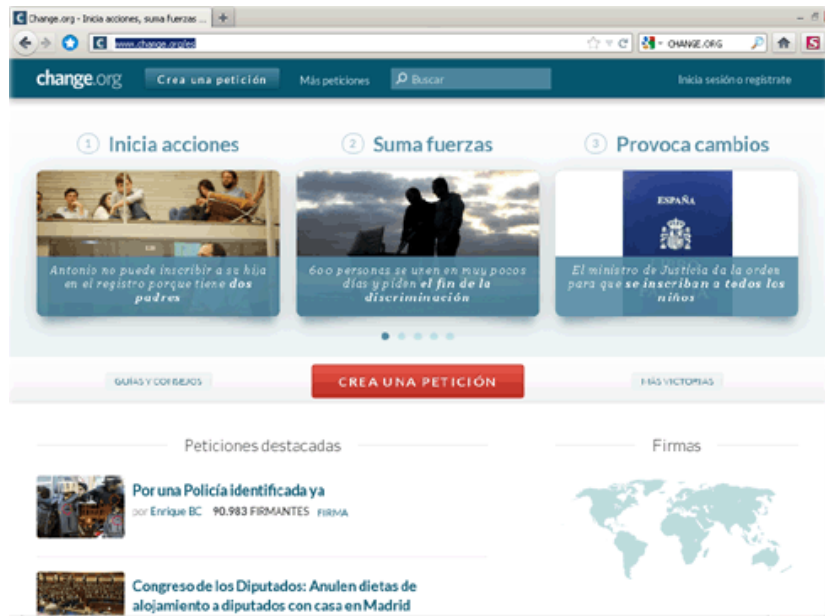 Change.org - Inicia acciones, suma fuerzas ...
www.change.org/es
CHANGE.ORG
change.org
Crea una petición
Más peticiones
Buscar
Inicia sesión o regístrate
1 Inicia acciones
2 Suma fuerzas
3 Provoca cambios
ESPAÑA
Antonio no puede inscribir a su hija
en el registro porque tiene dos
padres
600 personas se unen en muy pocos
días y piden el fin de la
discriminación
El ministro de Justicia da la orden
para que se inscriban a todos los
niños
GUÍAS Y CONSEJOS
CREA UNA PETICIÓN
MÁS VICTORIAS
Peticiones destacadas
Firmas
Por una Policía identificada ya
por Enrique BC 90.983 FIRMANTES FIRMA
Congreso de los Diputados: Anulen dietas de
alojamiento a diputados con casa en Madrid